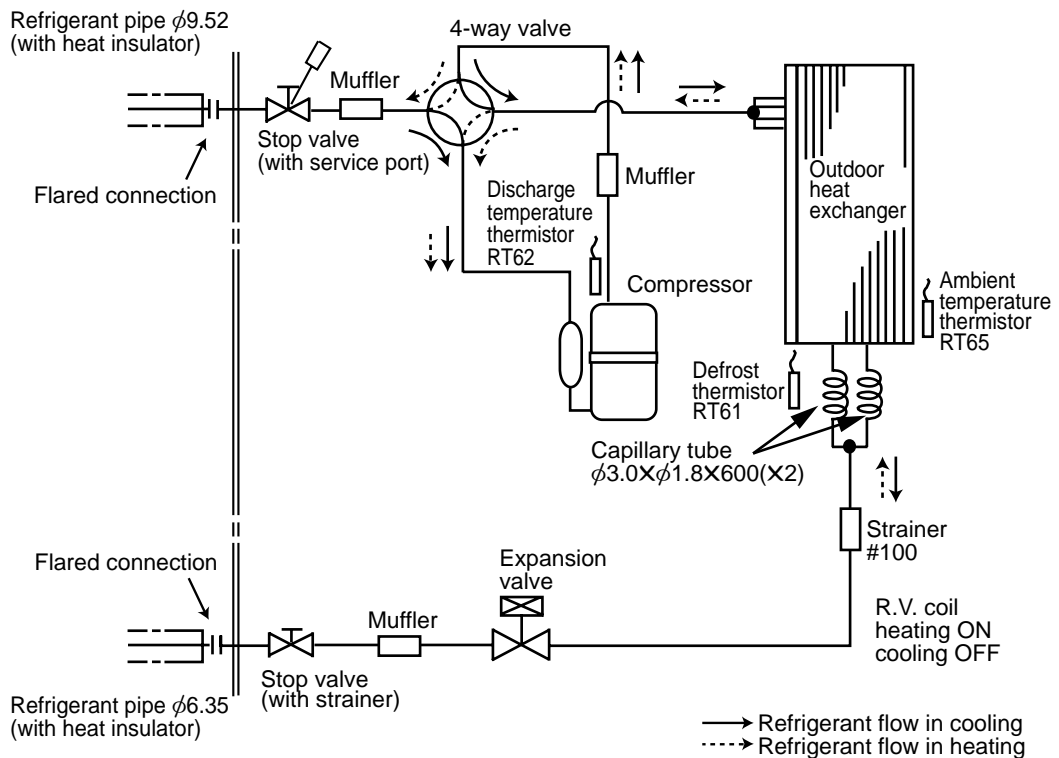 Refrigerant pipe ϕ9.52
(with heat insulator)
4-way valve
Muffler
Stop valve
(with service port)
Flared connection
Muffler
Discharge
temperature
thermistor
RT62
Compressor
Outdoor
heat
exchanger
Ambient
temperature
thermistor
RT65
Defrost
thermistor
RT61
Capillary tube
ϕ3.0×ϕ1.8×600(×2)
Strainer
#100
Flared connection
Expansion
valve
Muffler
R.V. coil
heating ON
cooling OFF
Stop valve
(with strainer)
Refrigerant pipe ϕ6.35
(with heat insulator)
Refrigerant flow in cooling
Refrigerant flow in heating